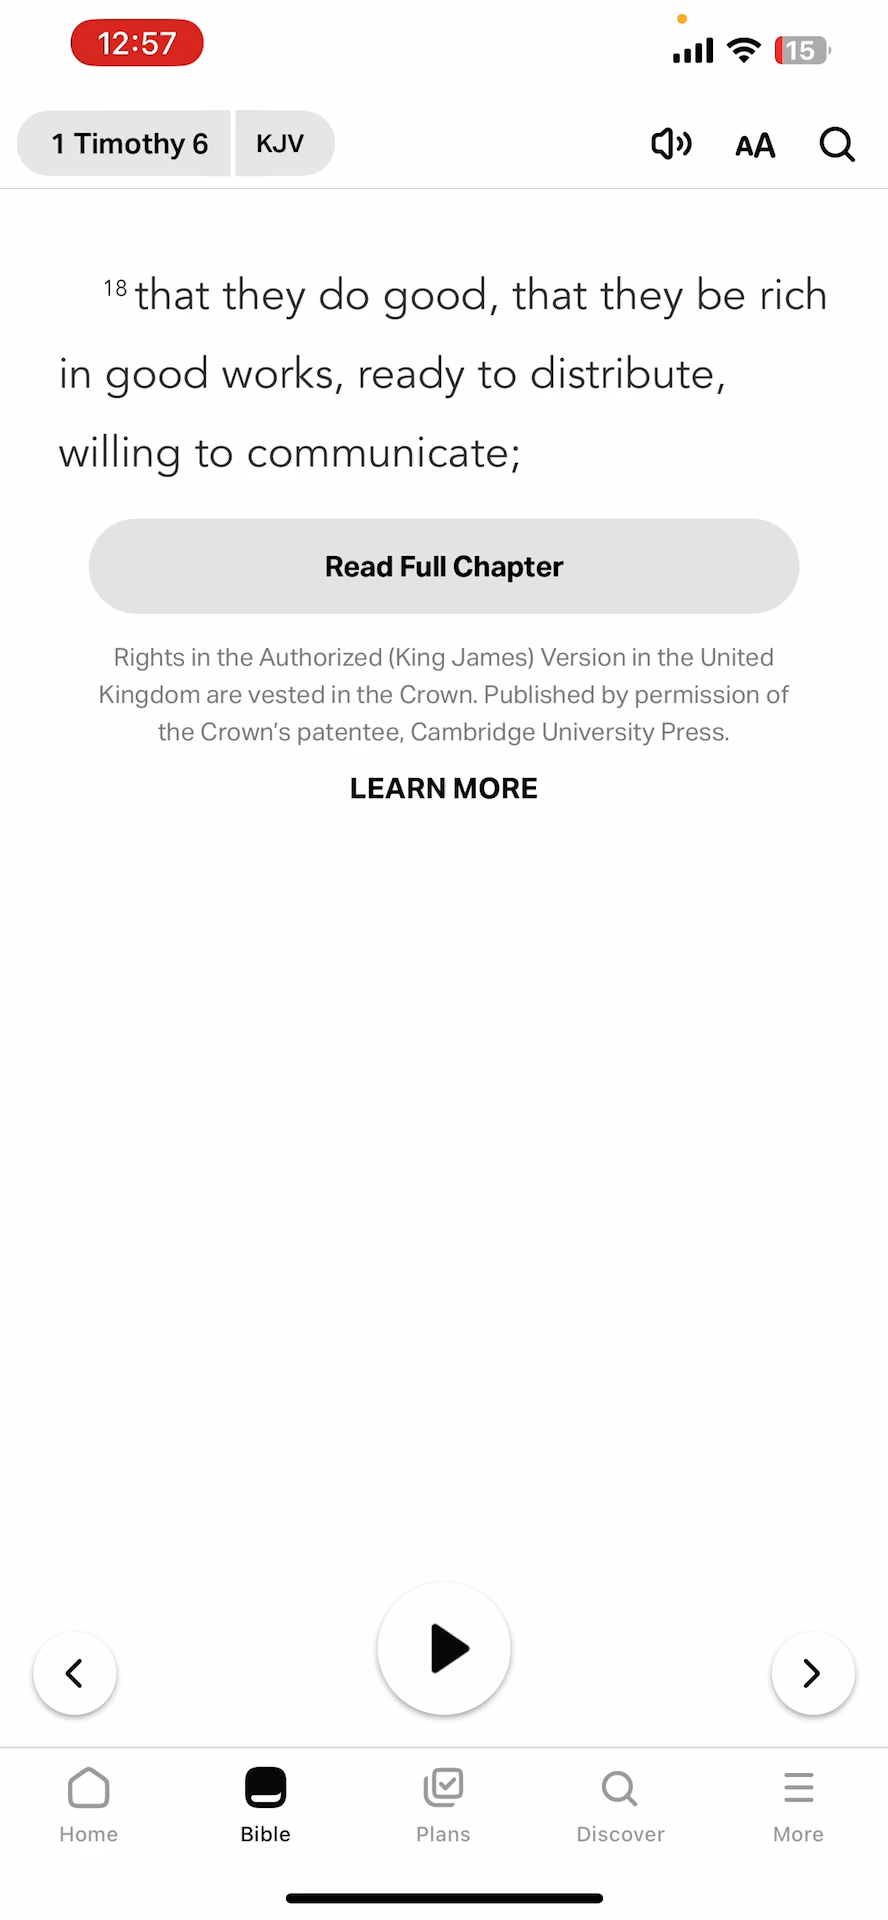 12:57
15
1 Timothy 6
KJV
AA
18 that they do good, that they be rich
in good works, ready to distribute,
willing to communicate;
Read Full Chapter
Rights in the Authorized (King James) Version in the United
Kingdom are vested in the Crown. Published by permission of
the Crown’s patentee, Cambridge University Press.
LEARN MORE
Home
Bible
Plans
Discover
More